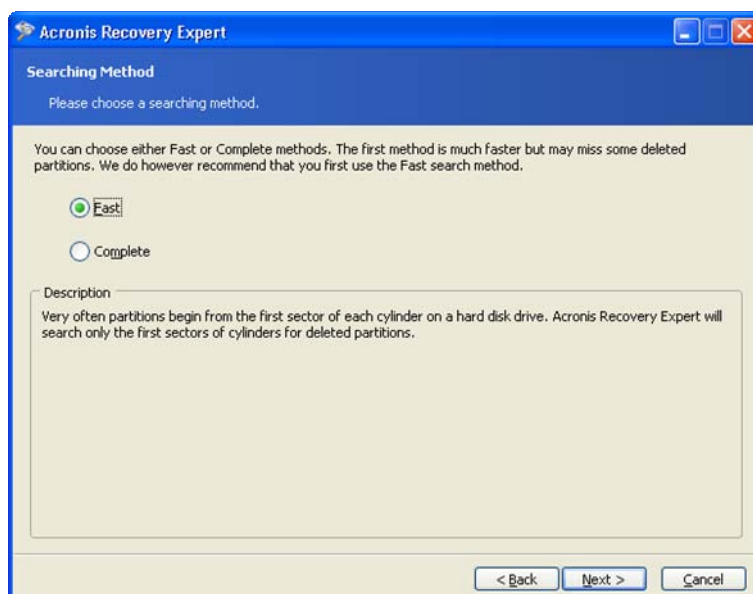 Acronis Recovery Expert
Searching Method
Please choose a searching method.
You can choose either Fast or Complete methods. The first method is much faster but may miss some deleted
partitions. We do however recommend that you first use the Fast search method.
Fast
Complete
Description
Very often partitions begin from the first sector of each cylinder on a hard disk drive. Acronis Recovery Expert will
search only the first sectors of cylinders for deleted partitions.
< Back
Next >
Cancel